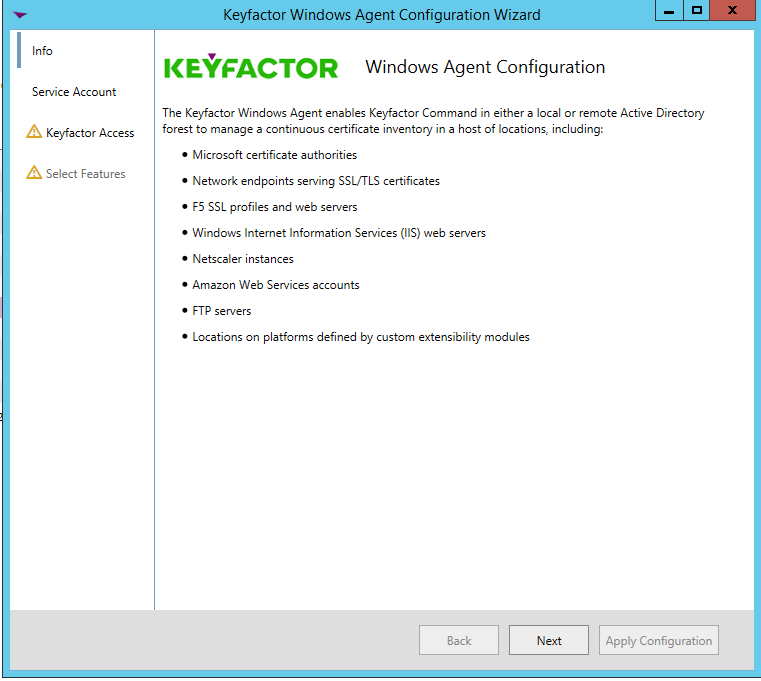 Keyfactor Windows Agent Configuration Wizard
Info
Service Account
Keyfactor Access
Select Features
KEYFACTOR
Windows Agent Configuration
The Keyfactor Windows Agent enables Keyfactor Command in either a local or remote Active Directory
forest to manage a continuous certificate inventory in a host of locations, including:
• Microsoft certificate authorities
• Network endpoints serving SSL/TLS certificates
• F5 SSL profiles and web servers
• Windows Internet Information Services (IIS) web servers
• Netscaler instances
• Amazon Web Services accounts
• FTP servers
• Locations on platforms defined by custom extensibility modules
Back
Next
Apply Configuration